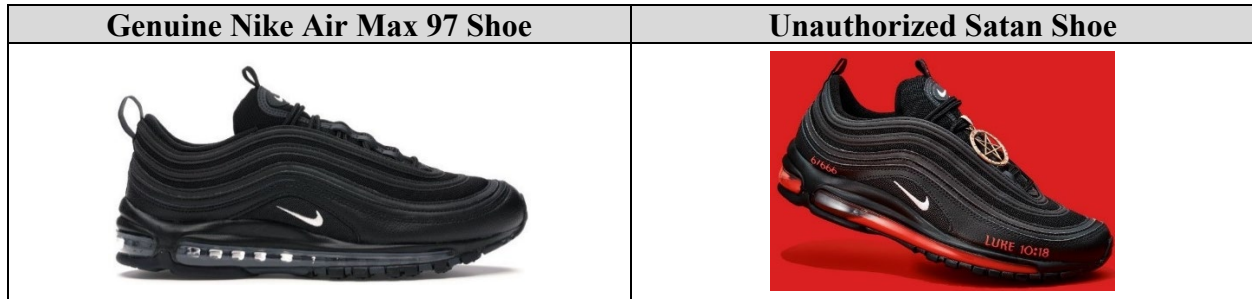 Genuine Nike Air Max 97 Shoe
Unauthorized Satan Shoe
6/666
LUKE 10:18